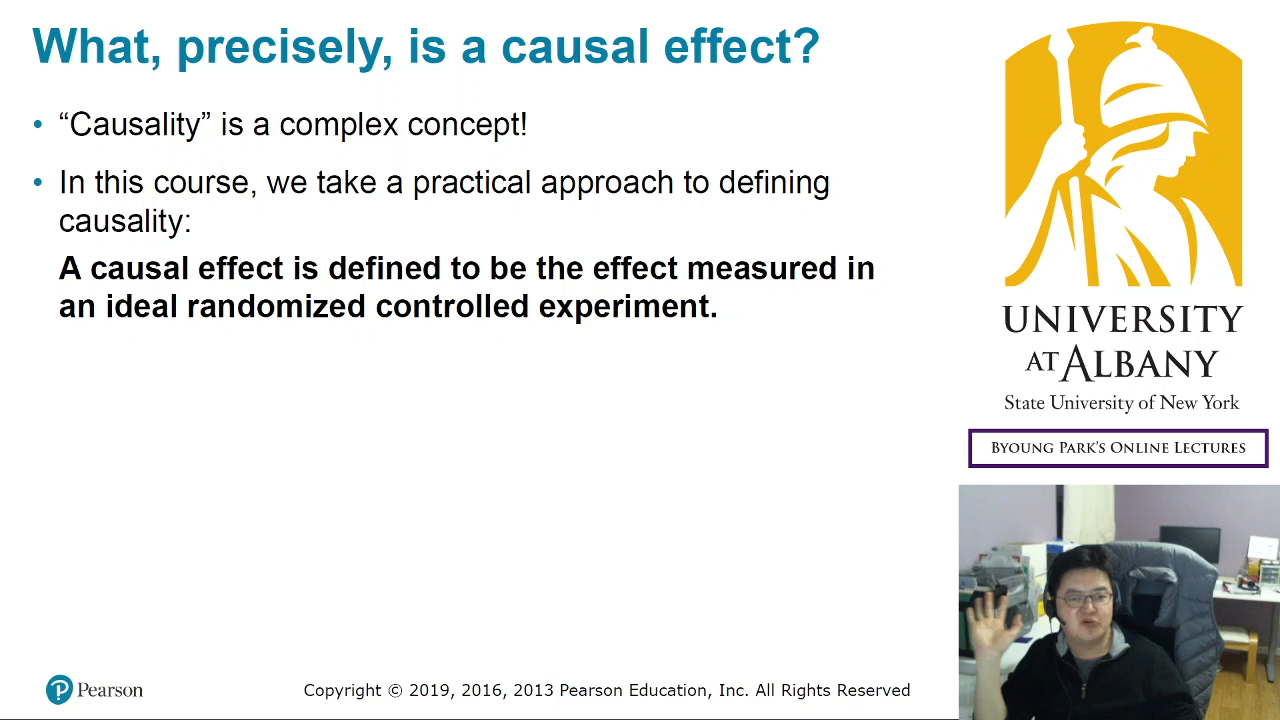 What, precisely, is a causal effect?
• “Causality” is a complex concept!
• In this course, we take a practical approach to defining
causality:
A causal effect is defined to be the effect measured in
an ideal randomized controlled experiment.
UNIVERSITY
AT ALBANY
State University of New York
BYOUNG PARK'S ONLINE LECTURES
P Pearson
Copyright © 2019, 2016, 2013 Pearson Education, Inc. All Rights Reserved